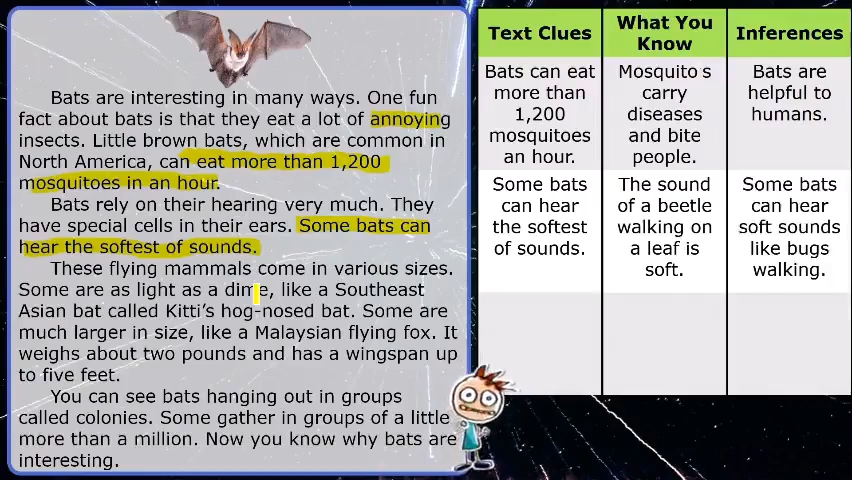 Bats are interesting in many ways. One fun
fact about bats is that they eat a lot of annoying
insects. Little brown bats, which are common in
North America, can eat more than 1,200
mosquitoes in an hour.
Bats rely on their hearing very much. They
have special cells in their ears. Some bats can
hear the softest of sounds.
These flying mammals come in various sizes.
Some are as light as a dime, like a Southeast
Asian bat called Kitti's hog-nosed bat. Some are
much larger in size, like a Malaysian flying fox. It
weighs about two pounds and has a wingspan up
to five feet.
You can see bats hanging out in groups
called colonies. Some gather in groups of a little
more than a million. Now you know why bats are
interesting.
Text Clues
What You
Know
Inferences
Bats can eat
more than
1,200
mosquitoes
an hour.
Mosquito s
carry
diseases
and bite
people.
Bats are
helpful to
humans.
Some bats
can hear
the softest
of sounds.
The sound
of a beetle
walking on
a leaf is
soft.
Some bats
can hear
soft sounds
like bugs
walking.